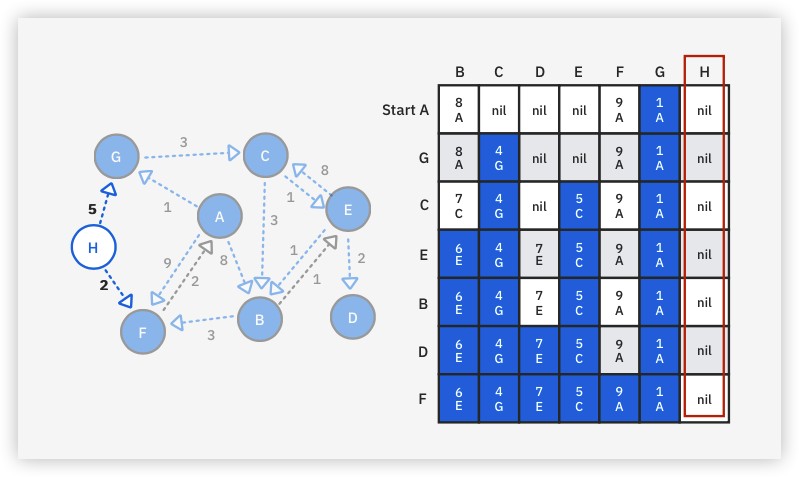 B C D E F G H
Start A 8 A nil nil nil 9 A 1 A nil
G 8 A 4 G nil nil 9 A 1 A nil
C 7 C 4 G nil 5 C 9 A 1 A nil
E 6 E 4 G 7 E 5 C 9 A 1 A nil
B 6 E 4 G 7 E 5 C 9 A 1 A nil
D 6 E 4 G 7 E 5 C 9 A 1 A nil
F 6 E 4 G 7 E 5 C 9 A 1 A nil
3
G C
8
1 1
5 A E
3
H
9 8 1 2
2 2 1
F B D
3